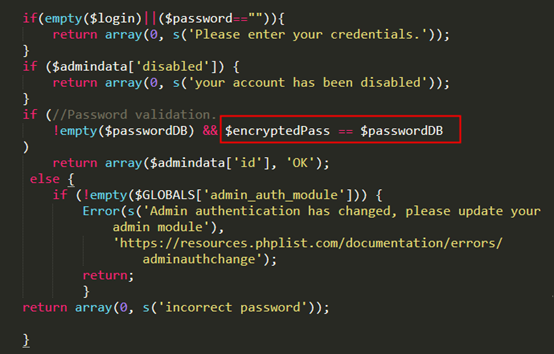 if(empty($login)||($password=="")){
return array(0, s('Please enter your credentials.'));
}
if ($admindata['disabled']) {
return array(0, s('your account has been disabled'));
}
if (//Password validation.
!empty($passwordDB) && $encryptedPass == $passwordDB
)
return array($admindata['id'], 'OK');
else {
if (!empty($GLOBALS['admin_auth_module'])) {
Error(s('Admin authentication has changed, please update your
admin module'),
'https://resources.phplist.com/documentation/errors/
adminauthchange');
return;
}
return array(0, s('incorrect password'));
}